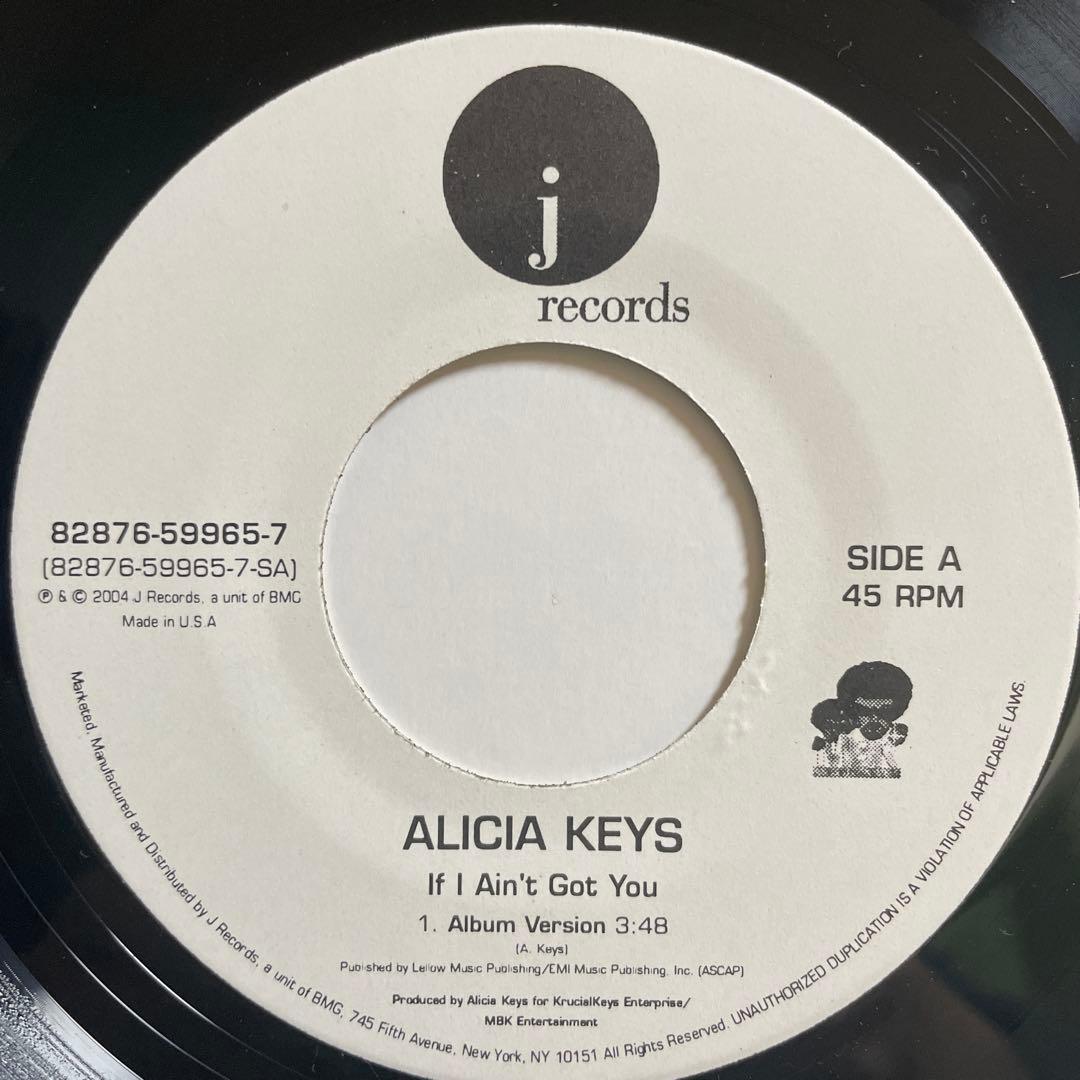 j
records
82876-59965-7
(82876-59965-7-SA)
℗ & © 2004 J Records, a unit of BMG
Made in U.S.A
SIDE A
45 RPM
MBK
ALICIA KEYS
If I Ain't Got You
1. Album Version 3:48
(A. Keys)
Published by Lellow Music Publishing/EMI Music Publishing, Inc. (ASCAP)
Produced by Alicia Keys for KrucialKeys Enterprise/
MBK Entertainment
Marketed, Manufactured and Distributed by J Records, a unit of BMG, 745 Fifth Avenue, New York, NY 10151 All Rights Reserved. UNAUTHORIZED DUPLICATION IS A VIOLATION OF APPLICABLE LAWS.